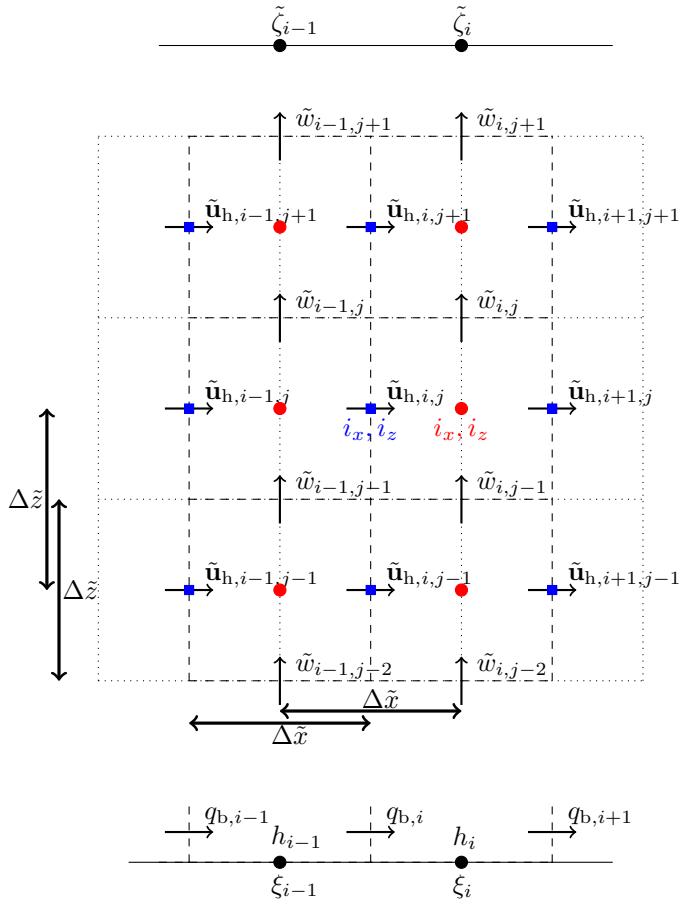 ζ̃_{i−1} ζ̃_i
w̃_{i−1,j+1} w̃_{i,j+1}
ũ_{h,i−1,j+1} ũ_{h,i,j+1} ũ_{h,i+1,j+1}
w̃_{i−1,j} w̃_{i,j}
ũ_{h,i−1,j} ũ_{h,i,j} ũ_{h,i+1,j}
i_x, i_z i_x, i_z
w̃_{i−1,j−1} w̃_{i,j−1}
Δz̃
ũ_{h,i−1,j−1} ũ_{h,i,j−1} ũ_{h,i+1,j−1}
Δz̃
w̃_{i−1,j−2} w̃_{i,j−2}
Δx̃
Δx̃
q_{b,i−1} q_{b,i} q_{b,i+1}
h_{i−1} h_i
ξ_{i−1} ξ_i